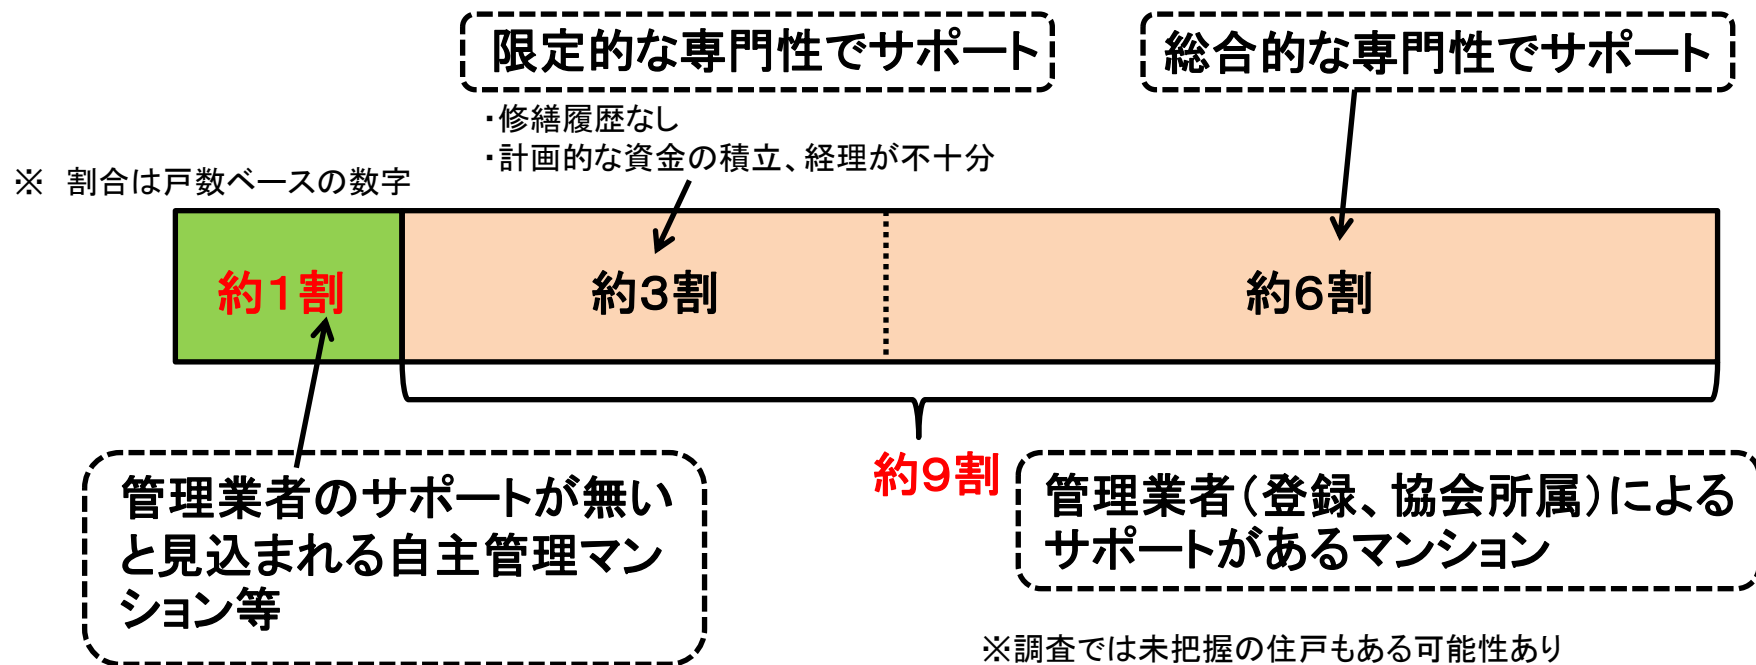 限定的な専門性でサポート
総合的な専門性でサポート
・修繕履歴なし
・計画的な資金の積立、経理が不十分
※　割合は戸数ベースの数字
約１割
約３割
約６割
約９割
管理業者のサポートが無い
と見込まれる自主管理マン
ション等
管理業者（登録、協会所属）による
サポートがあるマンション
※調査では未把握の住戸もある可能性あり